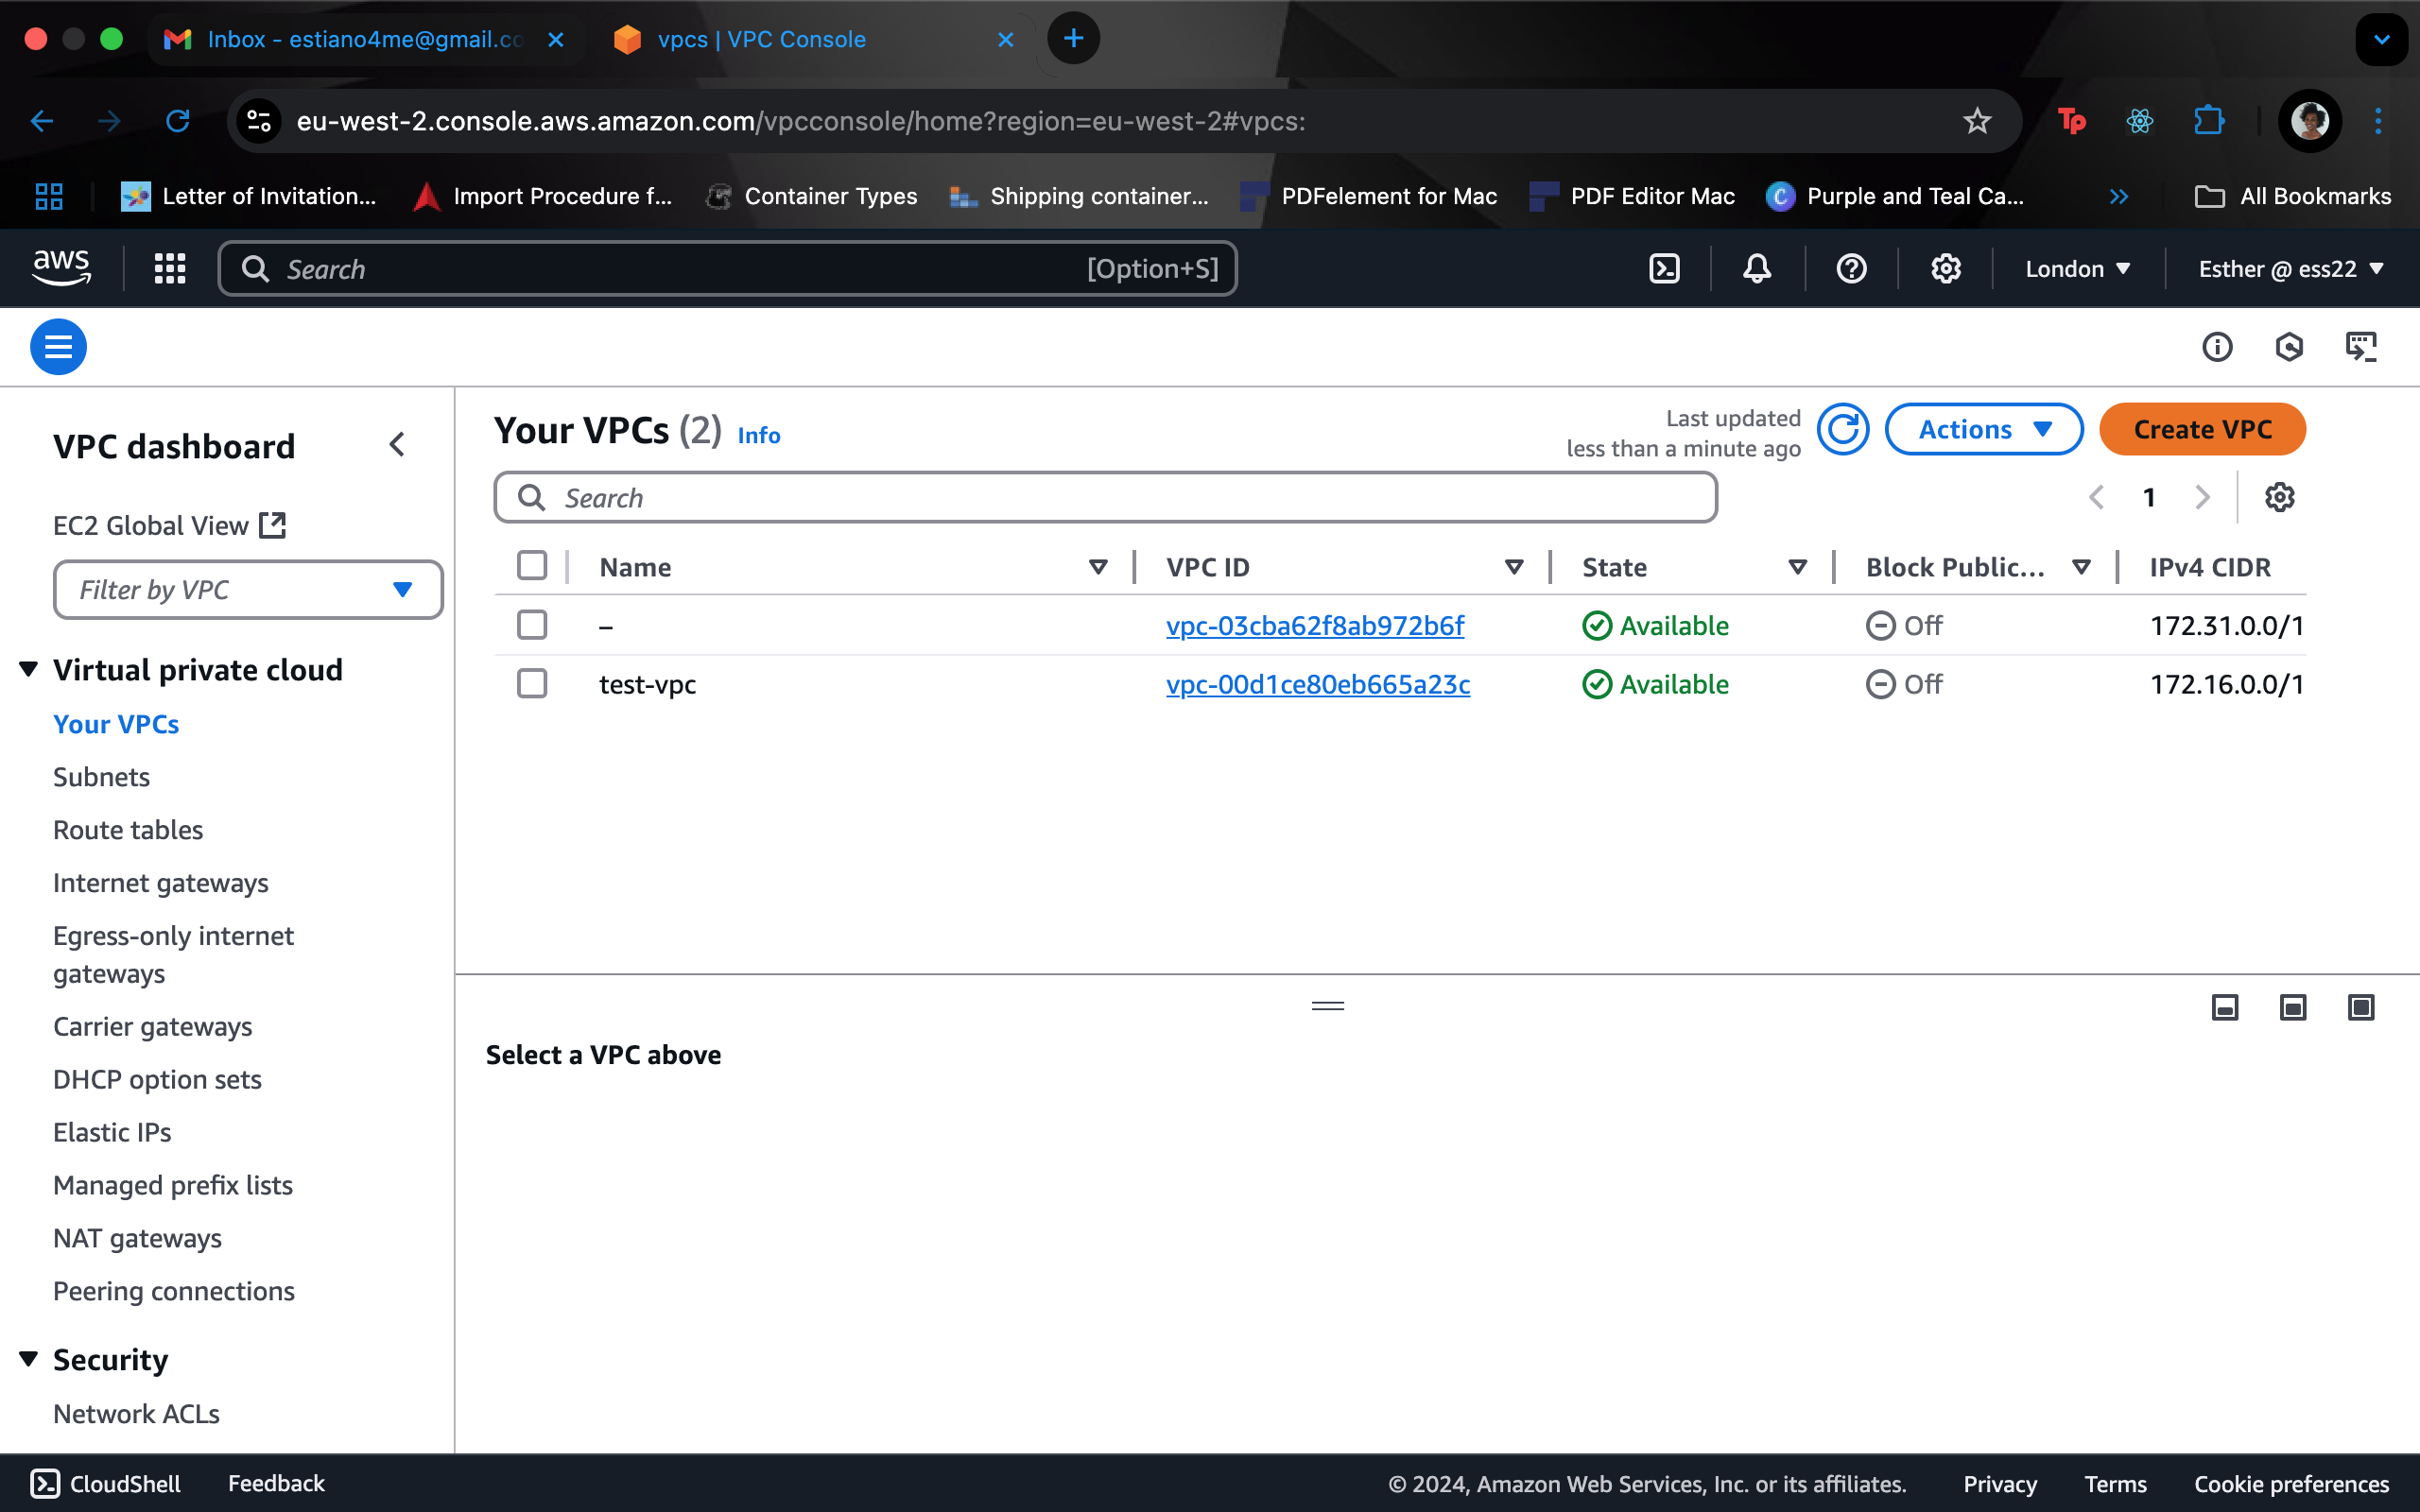 Inbox - estiano4me@gmail.co
vpcs | VPC Console
eu-west-2.console.aws.amazon.com/vpcconsole/home?region=eu-west-2#vpcs:
Letter of Invitation...
Import Procedure f...
Container Types
Shipping container...
PDFelement for Mac
PDF Editor Mac
Purple and Teal Ca...
All Bookmarks
aws
Search
[Option+S]
London
Esther @ ess22
VPC dashboard
EC2 Global View
Filter by VPC
Virtual private cloud
Your VPCs
Subnets
Route tables
Internet gateways
Egress-only internet
gateways
Carrier gateways
DHCP option sets
Elastic IPs
Managed prefix lists
NAT gateways
Peering connections
Security
Network ACLs
Your VPCs (2) Info
Last updated
less than a minute ago
Actions
Create VPC
Search
1
Name VPC ID State Block Public... IPv4 CIDR
– vpc-03cba62f8ab972b6f Available Off 172.31.0.0/1
test-vpc vpc-00d1ce80eb665a23c Available Off 172.16.0.0/1
Select a VPC above
CloudShell
Feedback
© 2024, Amazon Web Services, Inc. or its affiliates.
Privacy
Terms
Cookie preferences